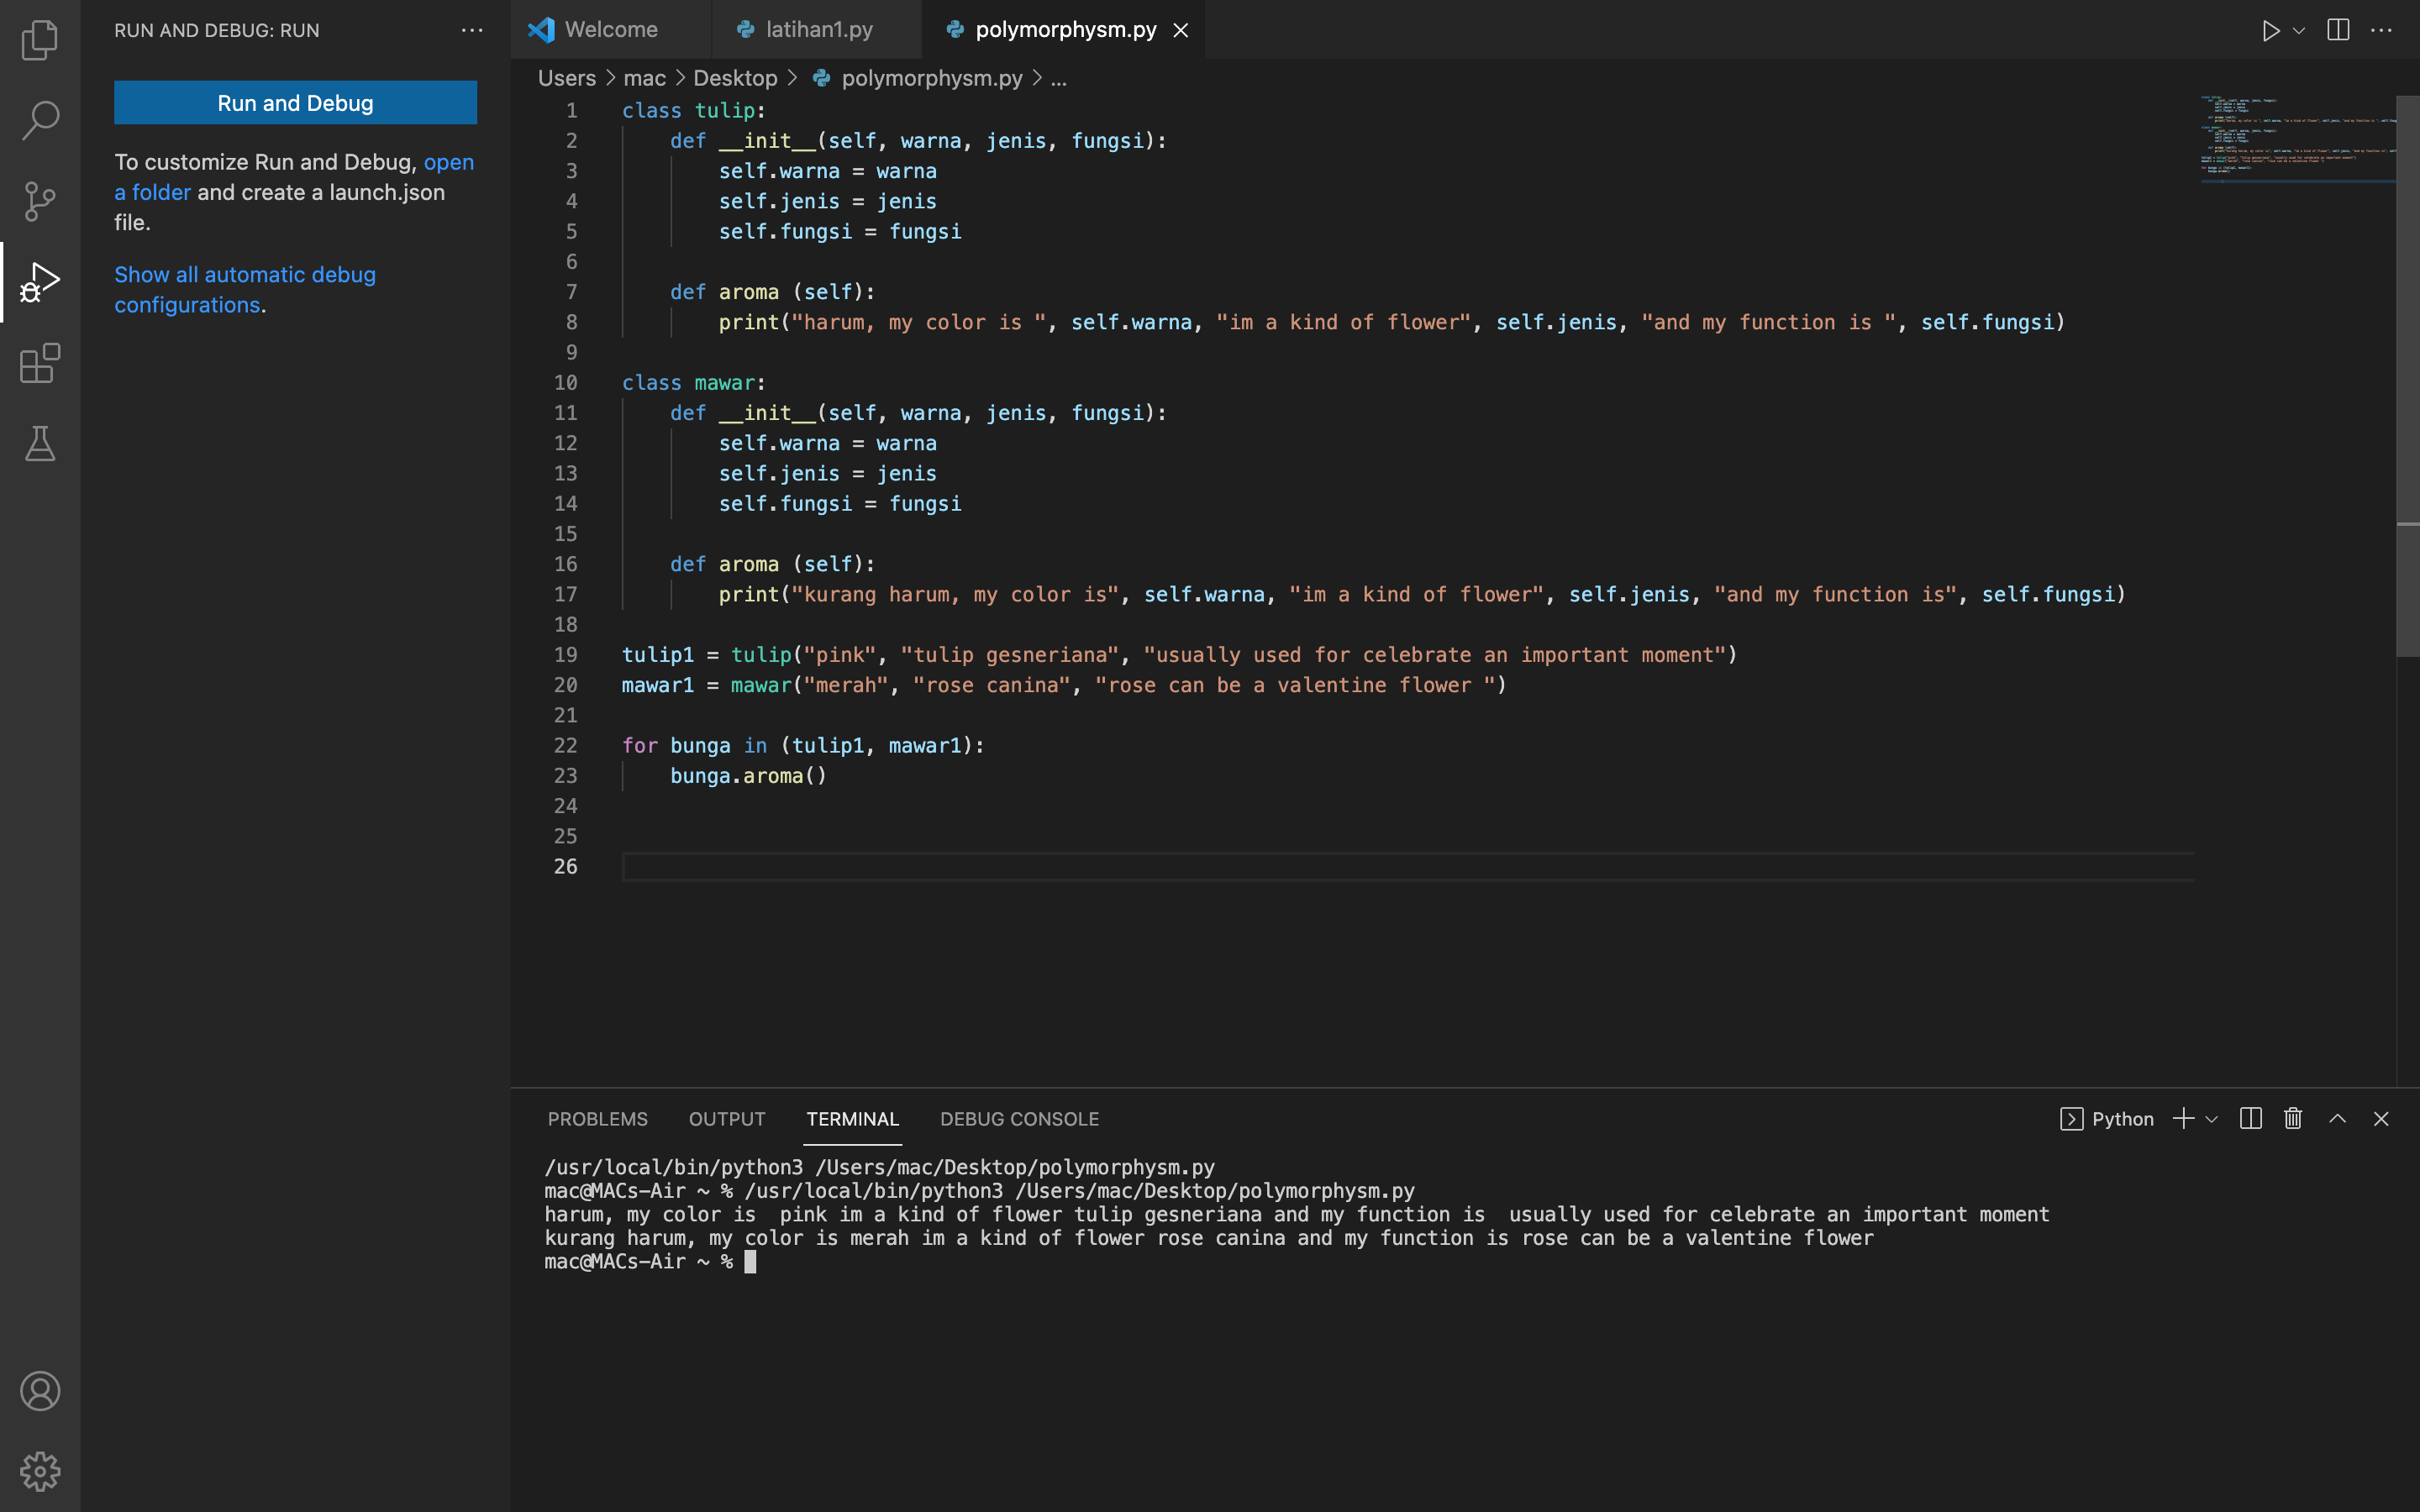 RUN AND DEBUG: RUN
Run and Debug
To customize Run and Debug, open
a folder and create a launch.json
file.
Show all automatic debug
configurations.
Welcome
latihan1.py
polymorphysm.py
Users > mac > Desktop > polymorphysm.py > ...
1 class tulip:
2     def __init__(self, warna, jenis, fungsi):
3         self.warna = warna
4         self.jenis = jenis
5         self.fungsi = fungsi
6
7     def aroma (self):
8         print("harum, my color is ", self.warna, "im a kind of flower", self.jenis, "and my function is ", self.fungsi)
9
10 class mawar:
11     def __init__(self, warna, jenis, fungsi):
12         self.warna = warna
13         self.jenis = jenis
14         self.fungsi = fungsi
15
16     def aroma (self):
17         print("kurang harum, my color is", self.warna, "im a kind of flower", self.jenis, "and my function is", self.fungsi)
18
19 tulip1 = tulip("pink", "tulip gesneriana", "usually used for celebrate an important moment")
20 mawar1 = mawar("merah", "rose canina", "rose can be a valentine flower ")
21
22 for bunga in (tulip1, mawar1):
23     bunga.aroma()
24
25
26
PROBLEMS OUTPUT TERMINAL DEBUG CONSOLE
Python
/usr/local/bin/python3 /Users/mac/Desktop/polymorphysm.py
mac@MACs-Air ~ % /usr/local/bin/python3 /Users/mac/Desktop/polymorphysm.py
harum, my color is  pink im a kind of flower tulip gesneriana and my function is  usually used for celebrate an important moment
kurang harum, my color is merah im a kind of flower rose canina and my function is rose can be a valentine flower
mac@MACs-Air ~ %